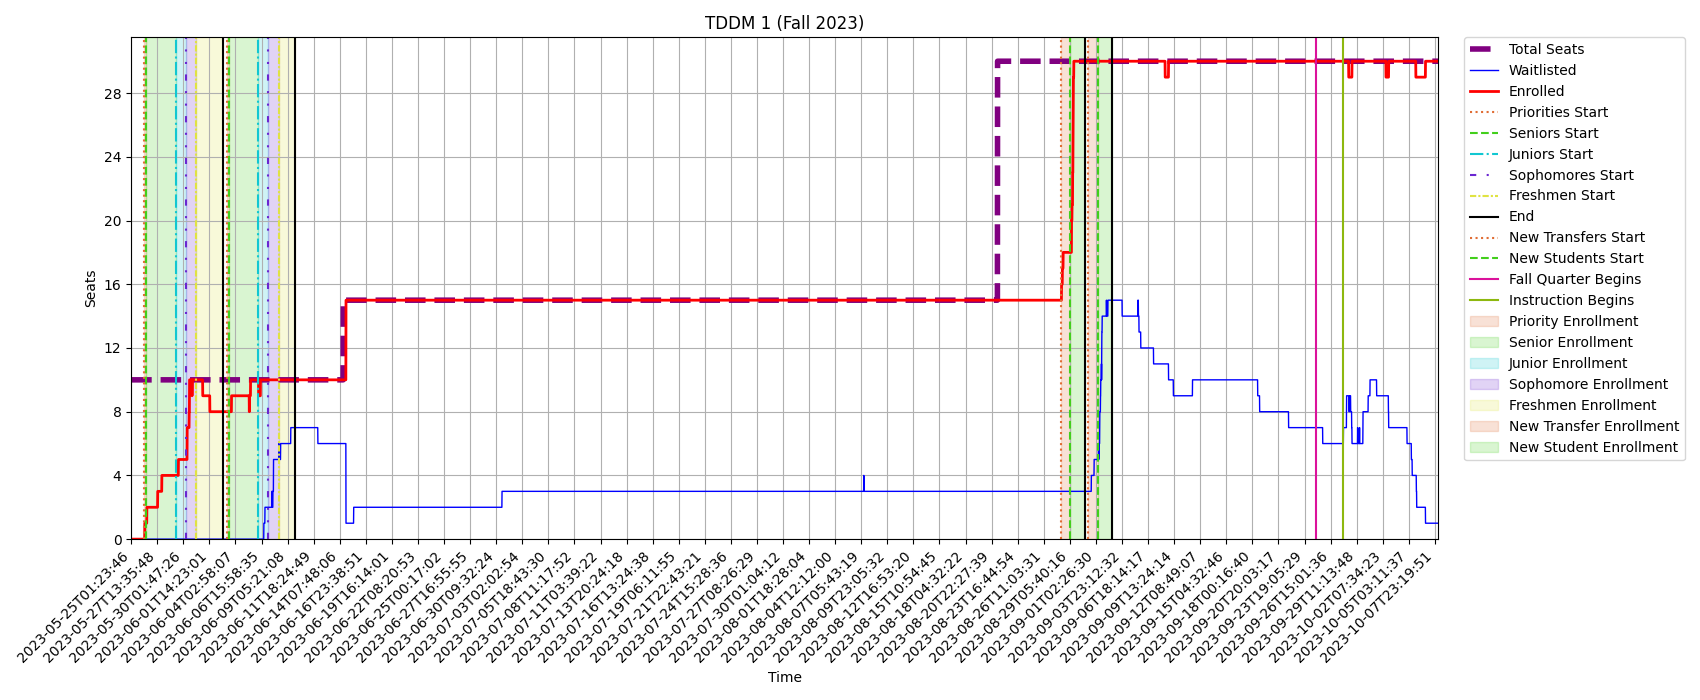 TDDM 1 (Fall 2023)
Seats
28
24
20
16
12
8
4
0
2023-05-25T01:23:46
2023-05-27T13:35:48
2023-05-30T01:47:26
2023-06-01T14:23:01
2023-06-04T02:58:07
2023-06-06T15:58:35
2023-06-09T05:21:08
2023-06-11T18:24:49
2023-06-14T07:48:06
2023-06-16T23:38:51
2023-06-19T16:14:01
2023-06-22T08:20:53
2023-06-25T00:17:02
2023-06-27T16:55:55
2023-06-30T09:32:24
2023-07-03T02:02:54
2023-07-05T18:43:30
2023-07-08T11:17:52
2023-07-11T03:39:22
2023-07-13T20:24:18
2023-07-16T13:24:38
2023-07-19T06:11:55
2023-07-21T22:43:21
2023-07-24T15:28:36
2023-07-27T08:26:29
2023-07-30T01:04:12
2023-08-01T18:28:04
2023-08-04T12:12:00
2023-08-07T05:43:19
2023-08-09T23:05:32
2023-08-12T16:53:20
2023-08-15T10:54:45
2023-08-18T04:32:22
2023-08-20T22:27:39
2023-08-23T16:44:54
2023-08-26T11:03:31
2023-08-29T05:40:16
2023-09-01T02:26:30
2023-09-03T23:12:32
2023-09-06T18:14:17
2023-09-09T13:24:14
2023-09-12T08:49:07
2023-09-15T04:32:46
2023-09-18T00:16:40
2023-09-20T20:03:17
2023-09-23T19:05:29
2023-09-26T15:01:36
2023-09-29T11:13:48
2023-10-02T07:34:23
2023-10-05T03:11:37
2023-10-07T23:19:51
Time
Total Seats
Waitlisted
Enrolled
Priorities Start
Seniors Start
Juniors Start
Sophomores Start
Freshmen Start
End
New Transfers Start
New Students Start
Fall Quarter Begins
Instruction Begins
Priority Enrollment
Senior Enrollment
Junior Enrollment
Sophomore Enrollment
Freshmen Enrollment
New Transfer Enrollment
New Student Enrollment